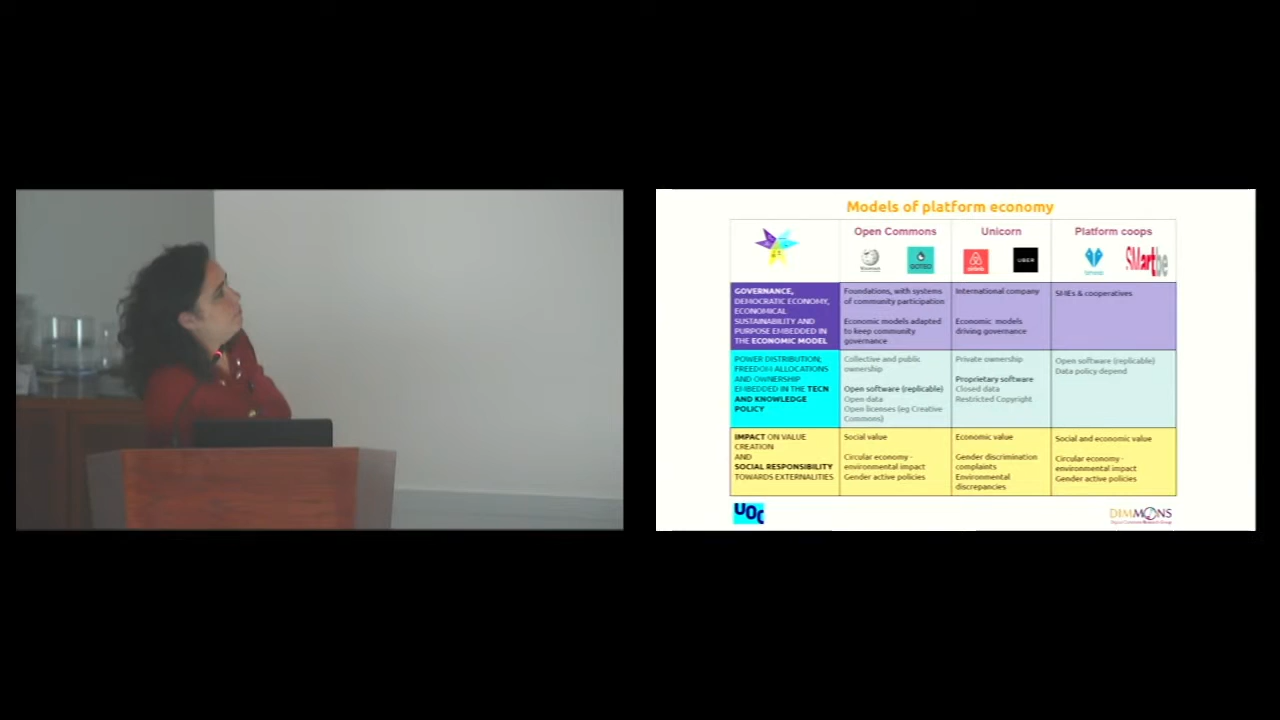 Models of platform economy
Open Commons
Unicorn
Platform coops
GOTEO
airbnb
UBER
SMartbe
GOVERNANCE,
DEMOCRATIC ECONOMY,
ECONOMICAL
SUSTAINABILITY AND
PURPOSE EMBEDDED IN
THE ECONOMIC MODEL
Foundations, with systems
of community participation
Economic models adapted
to keep community
governance
International company
Economic models
driving governance
SMEs & cooperatives
POWER DISTRIBUTION;
FREEDOM ALLOCATIONS
AND OWNERSHIP
EMBEDDED IN THE TECN
AND KNOWLEDGE
POLICY
Collective and public
ownership
Open software (replicable)
Open data
Open licenses (eg Creative
Commons)
Private ownership
Proprietary software
Closed data
Restricted Copyright
Open software (replicable)
Data policy depend
IMPACT ON VALUE
CREATION
AND
SOCIAL RESPONSIBILITY
TOWARDS EXTERNALITIES
Social value
Circular economy -
environmental impact
Gender active policies
Economic value
Gender discrimination
complaints
Environmental
discrepancies
Social and economic value
Circular economy -
environmental impact
Gender active policies
UOC
DIMMONS